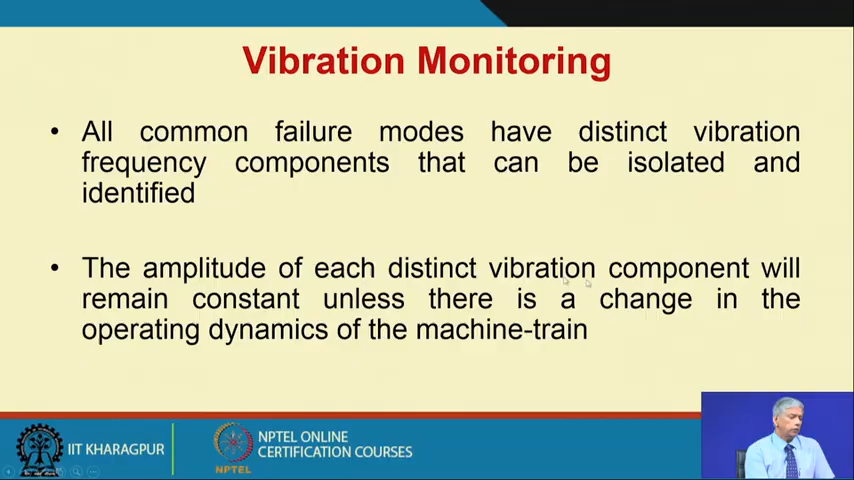 Vibration Monitoring
• All common failure modes have distinct vibration
frequency components that can be isolated and
identified
• The amplitude of each distinct vibration component will
remain constant unless there is a change in the
operating dynamics of the machine-train
IIT KHARAGPUR
NPTEL
NPTEL ONLINE
CERTIFICATION COURSES